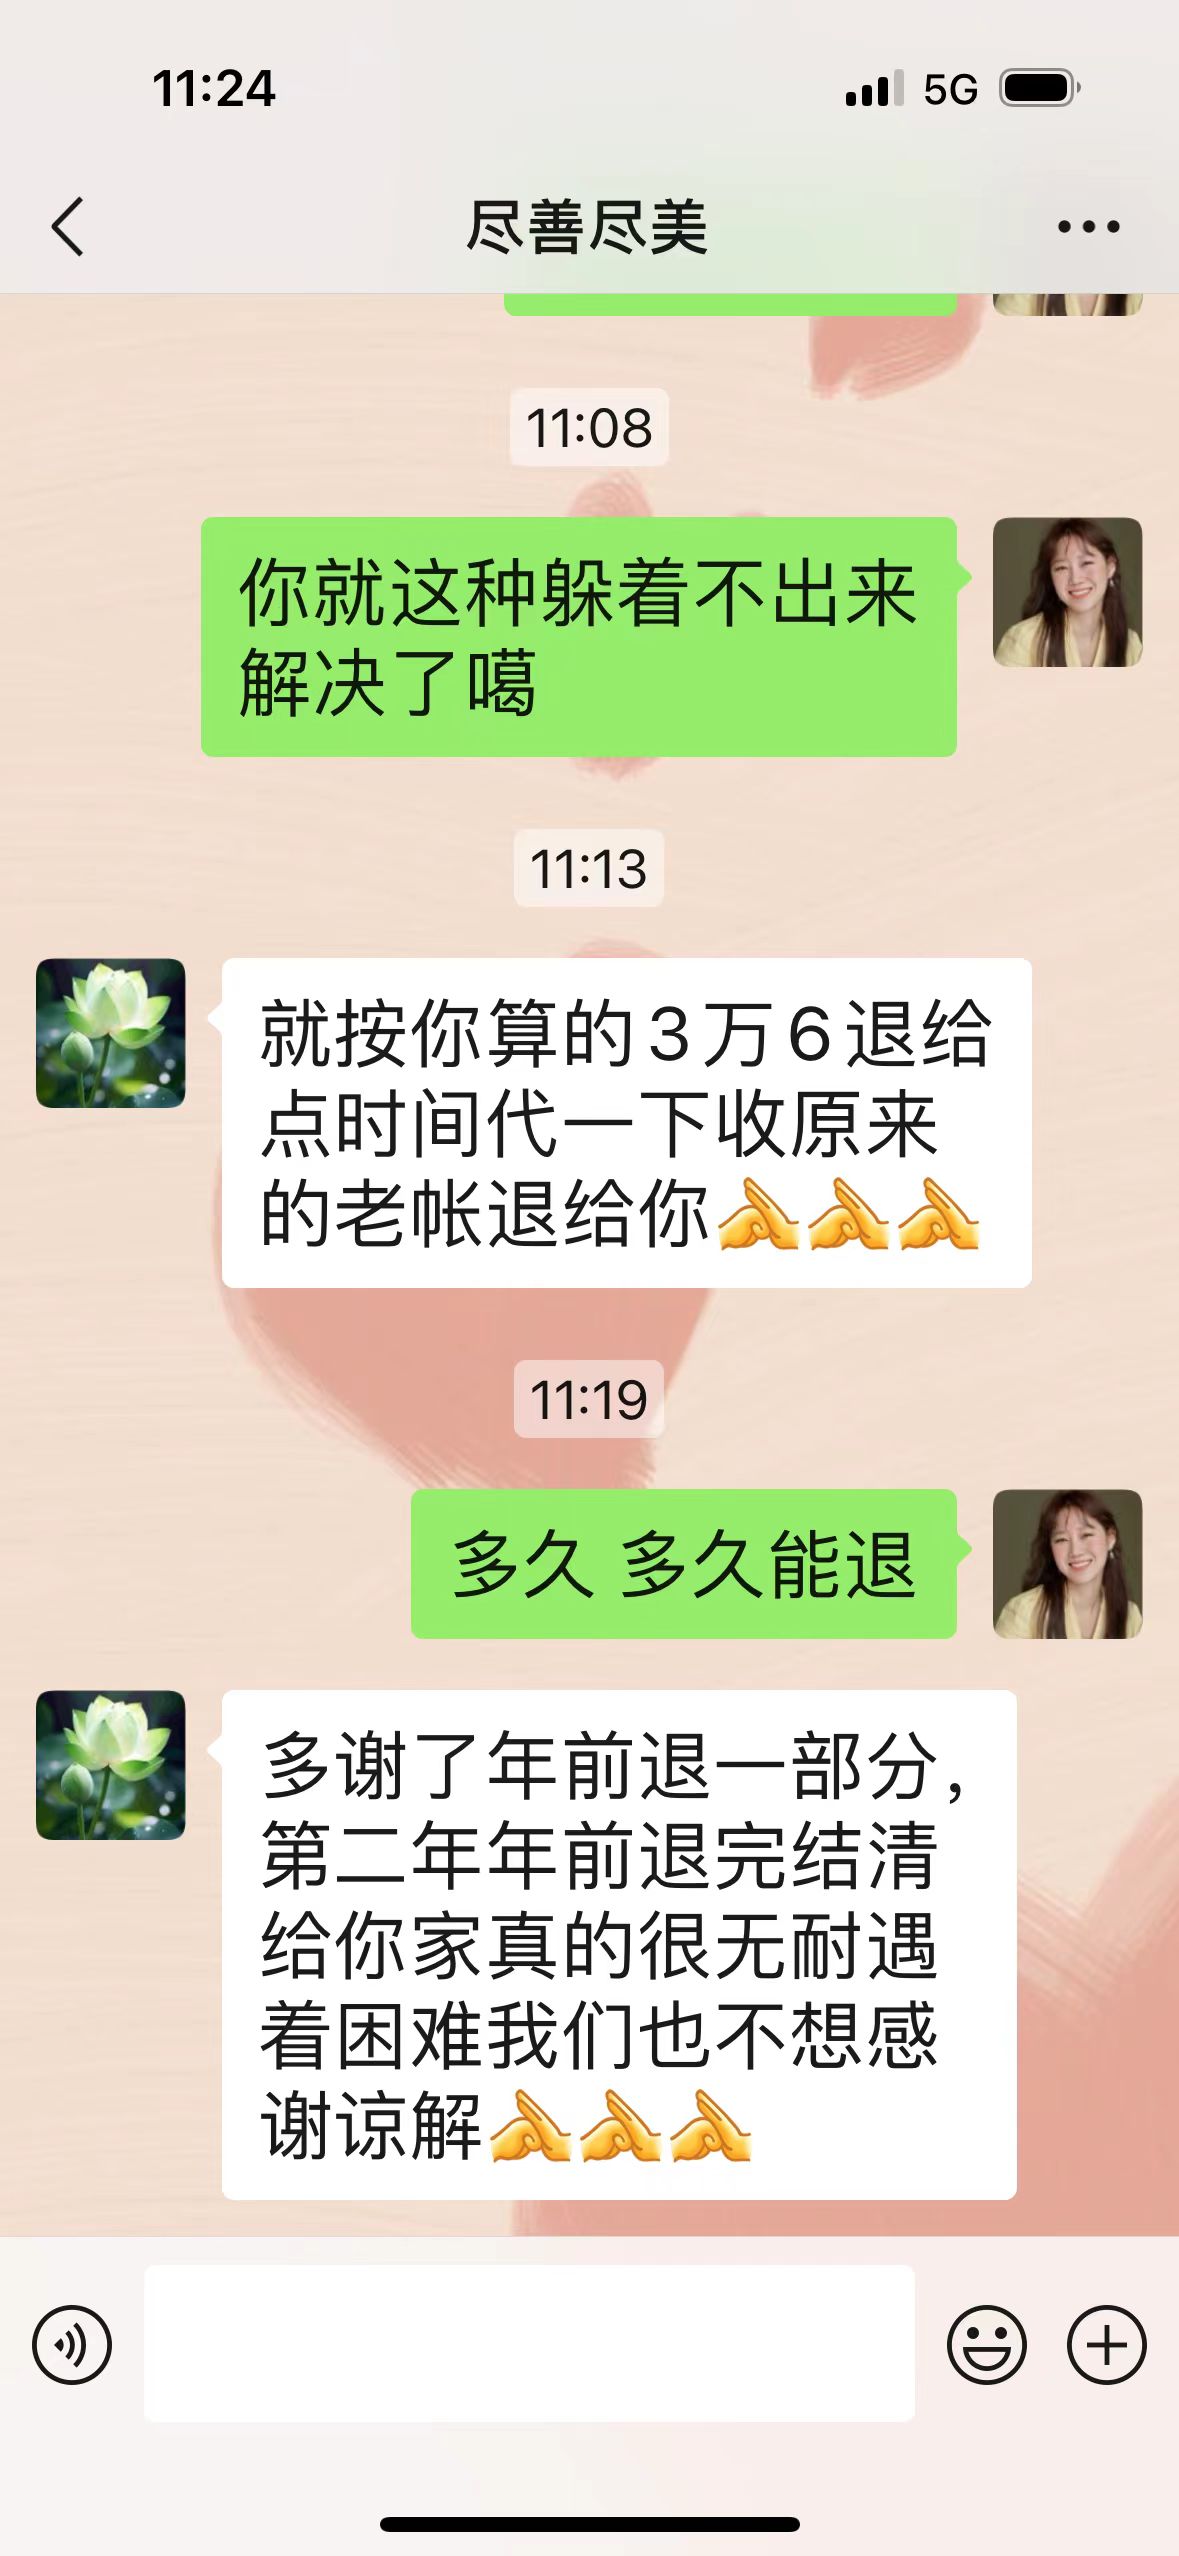 11:24
5G
尽善尽美
11:08
你就这种躲着不出来
解决了噶
11:13
就按你算的3万6退给
点时间代一下收原来
的老帐退给你
11:19
多久 多久能退
多谢了年前退一部分，
第二年年前退完结清
给你家真的很无耐遇
着困难我们也不想感
谢谅解